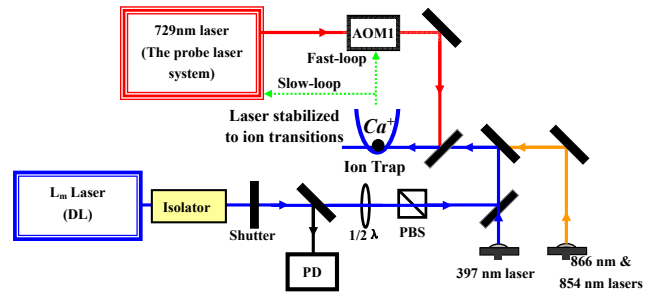 729nm laser
(The probe laser
system)
AOM1
Fast-loop
Slow-loop
Laser stabilized
to ion transitions
Ca⁺
Ion Trap
Lₘ Laser
(DL)
Isolator
Shutter
PD
1/2 λ
PBS
397 nm laser
866 nm &
854 nm lasers